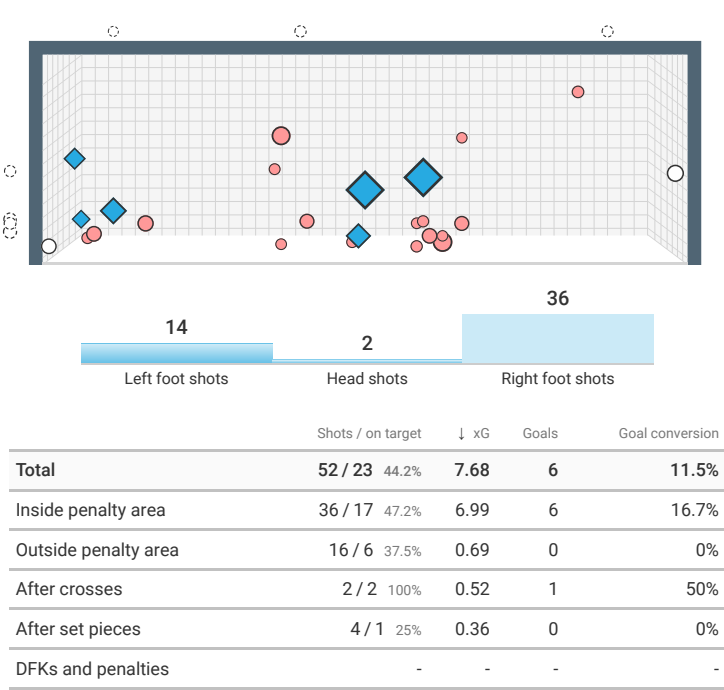 36
14
2
Left foot shots Head shots Right foot shots
Shots / on target ↓ xG Goals Goal conversion
Total 52 / 23 44.2% 7.68 6 11.5%
Inside penalty area 36 / 17 47.2% 6.99 6 16.7%
Outside penalty area 16 / 6 37.5% 0.69 0 0%
After crosses 2 / 2 100% 0.52 1 50%
After set pieces 4 / 1 25% 0.36 0 0%
DFKs and penalties - - - -